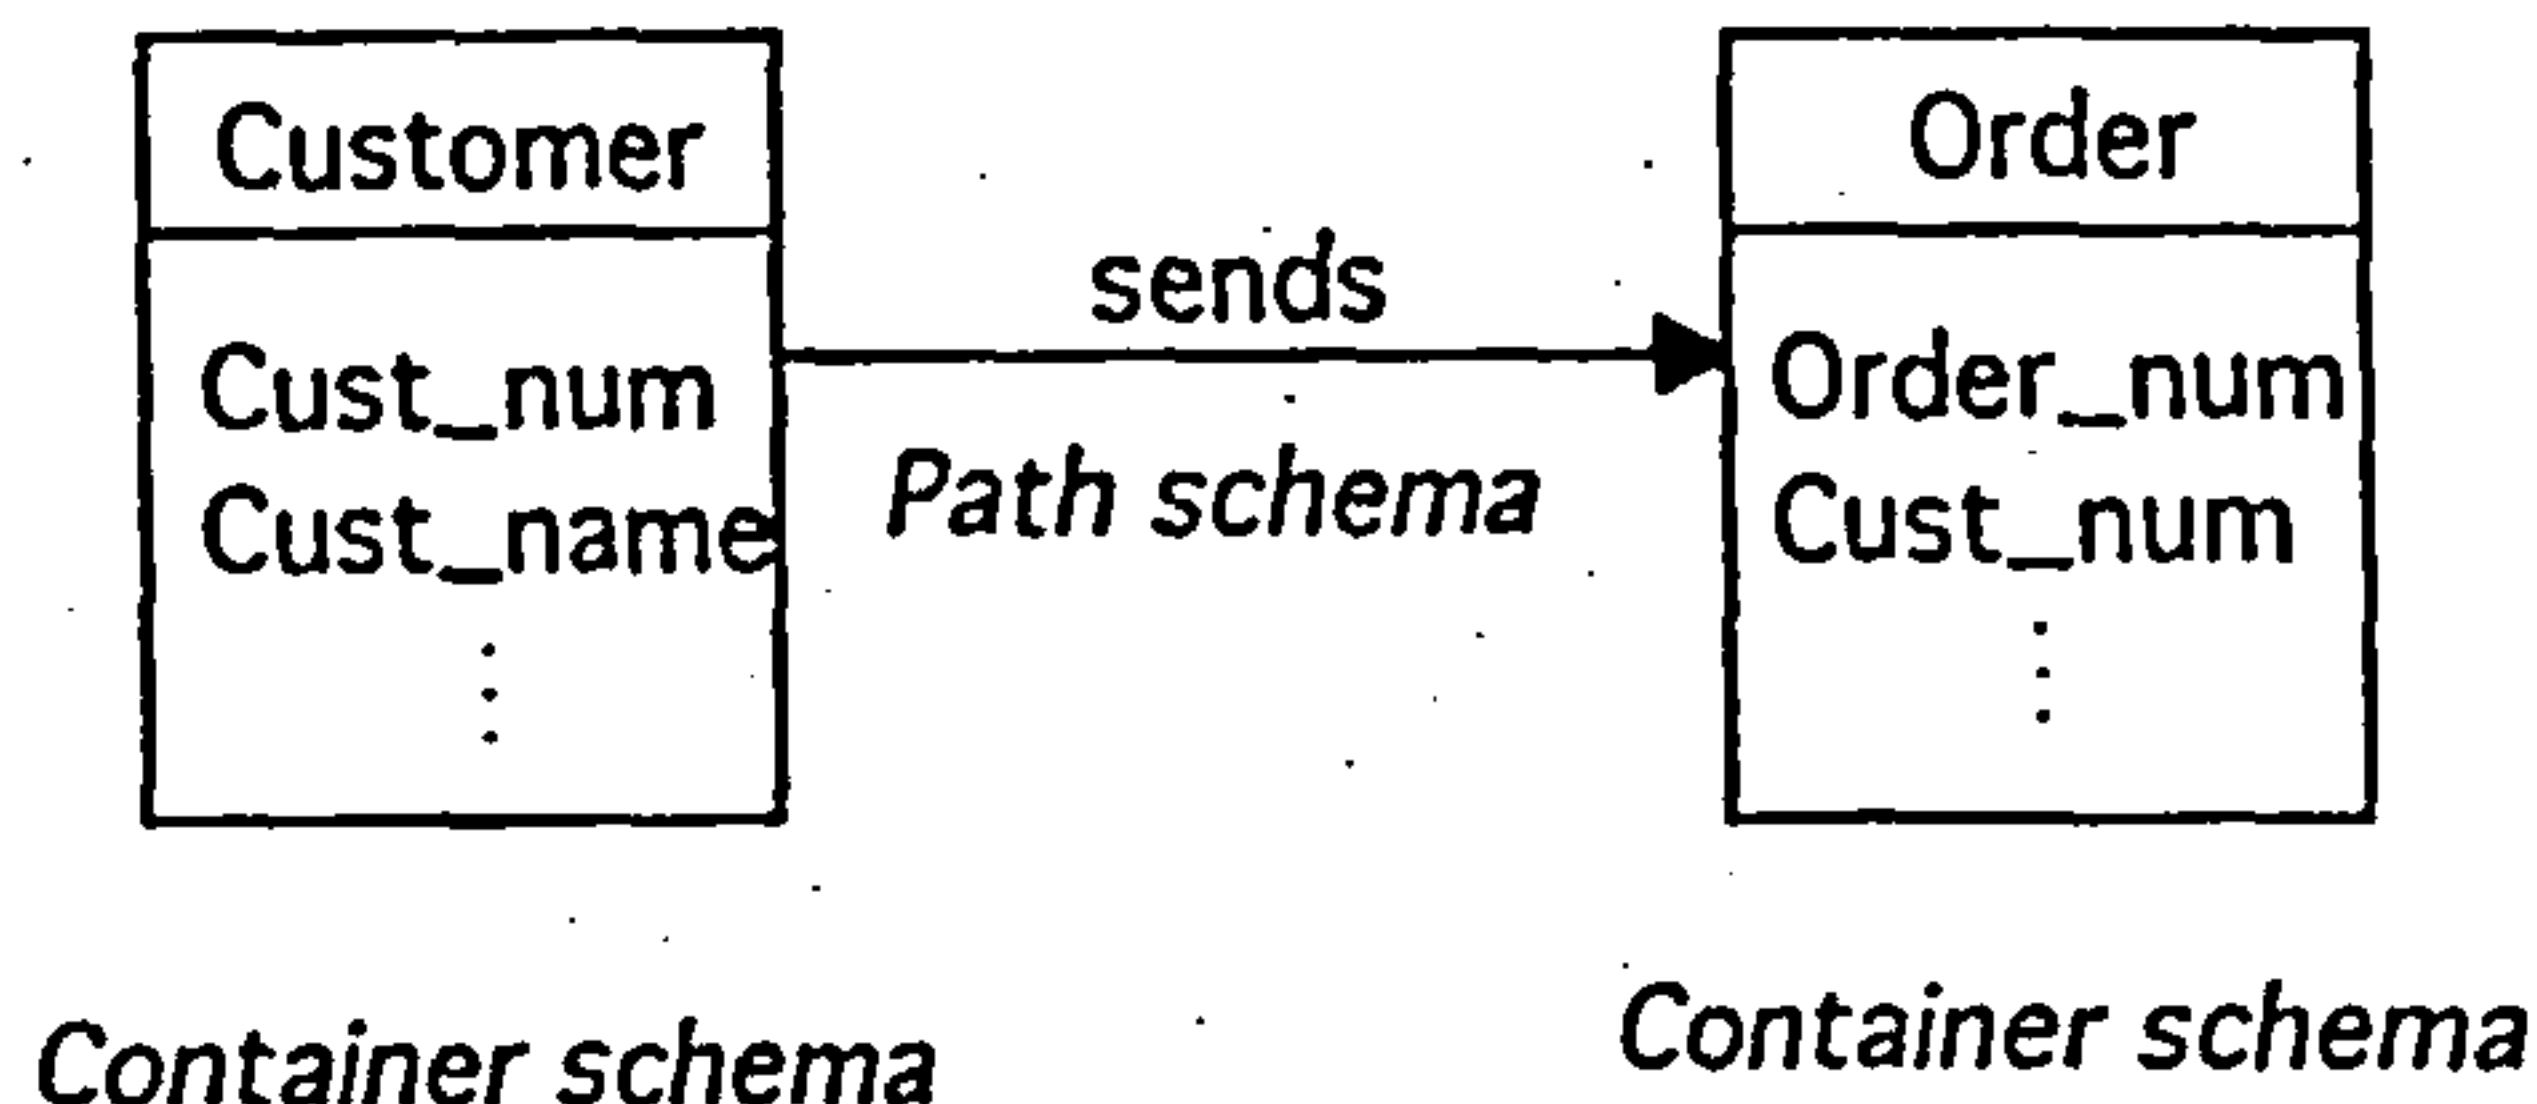 Customer
Cust_num
Cust_name
sends
Path schema
Order
Order_num
Cust_num
Container schema
Container schema